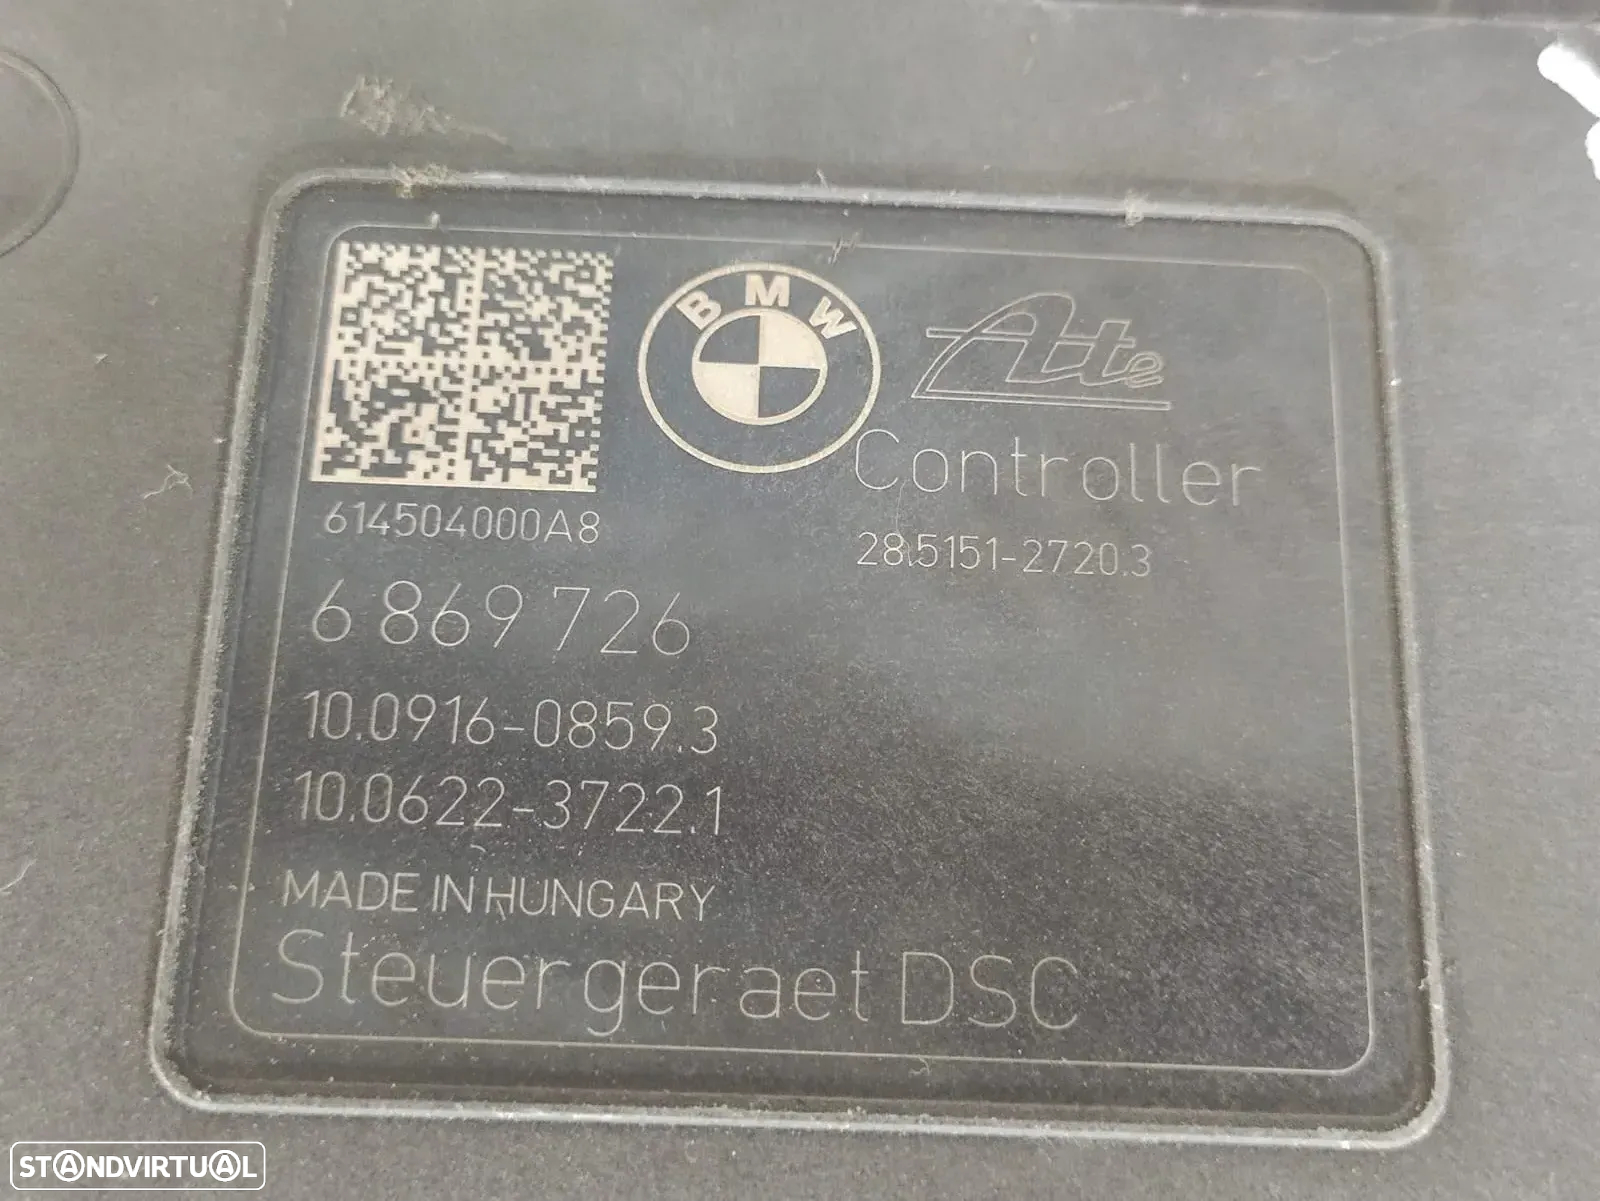 BMW
Ate
Controller
614504000A8
28.5151-2720.3
6 869 726
10.0916-0859.3
10.0622-3722.1
MADE IN HUNGARY
Steuergeraet DSC
STANDVIRTUAL